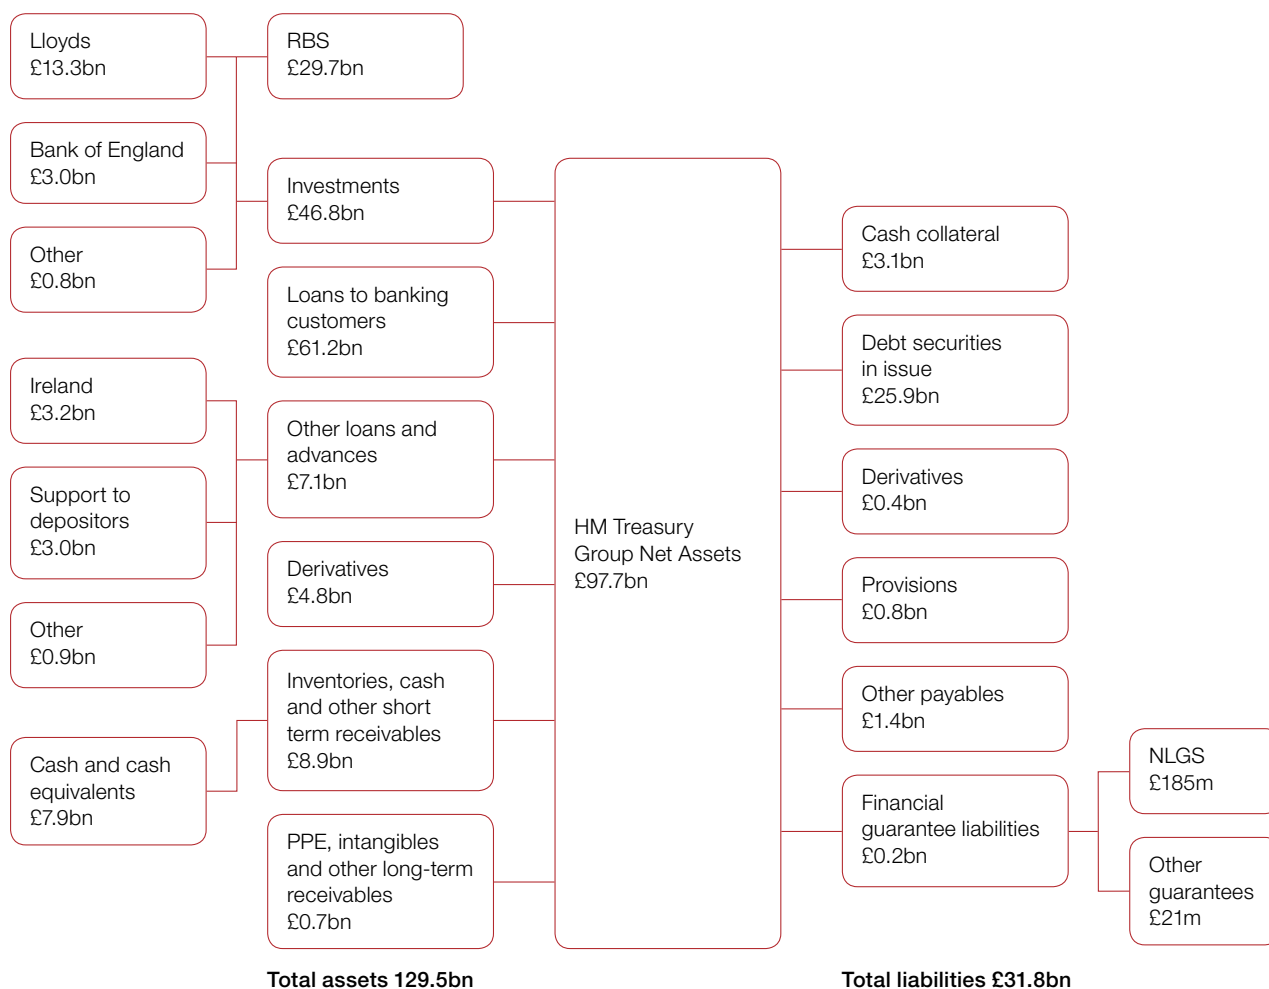 Lloyds
£13.3bn
RBS
£29.7bn
Bank of England
£3.0bn
Other
£0.8bn
Investments
£46.8bn
Loans to banking
customers
£61.2bn
Ireland
£3.2bn
Support to
depositors
£3.0bn
Other
£0.9bn
Other loans and
advances
£7.1bn
Derivatives
£4.8bn
Cash and cash
equivalents
£7.9bn
Inventories, cash
and other short
term receivables
£8.9bn
PPE, intangibles
and other long-term
receivables
£0.7bn
Total assets 129.5bn
HM Treasury
Group Net Assets
£97.7bn
Cash collateral
£3.1bn
Debt securities
in issue
£25.9bn
Derivatives
£0.4bn
Provisions
£0.8bn
Other payables
£1.4bn
Financial
guarantee liabilities
£0.2bn
NLGS
£185m
Other
guarantees
£21m
Total liabilities £31.8bn